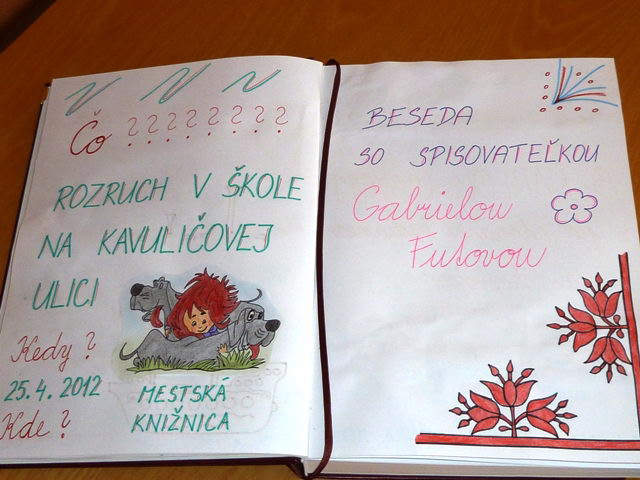 Čo ????????
ROZRUCH V ŠKOLE
NA KAVULIČOVEJ
ULICI
Kedy?
25.4.2012
Kde?
MESTSKÁ
KNIŽNICA
BESEDA
SO SPISOVATEĽKOU
Gabrielou
Futovou